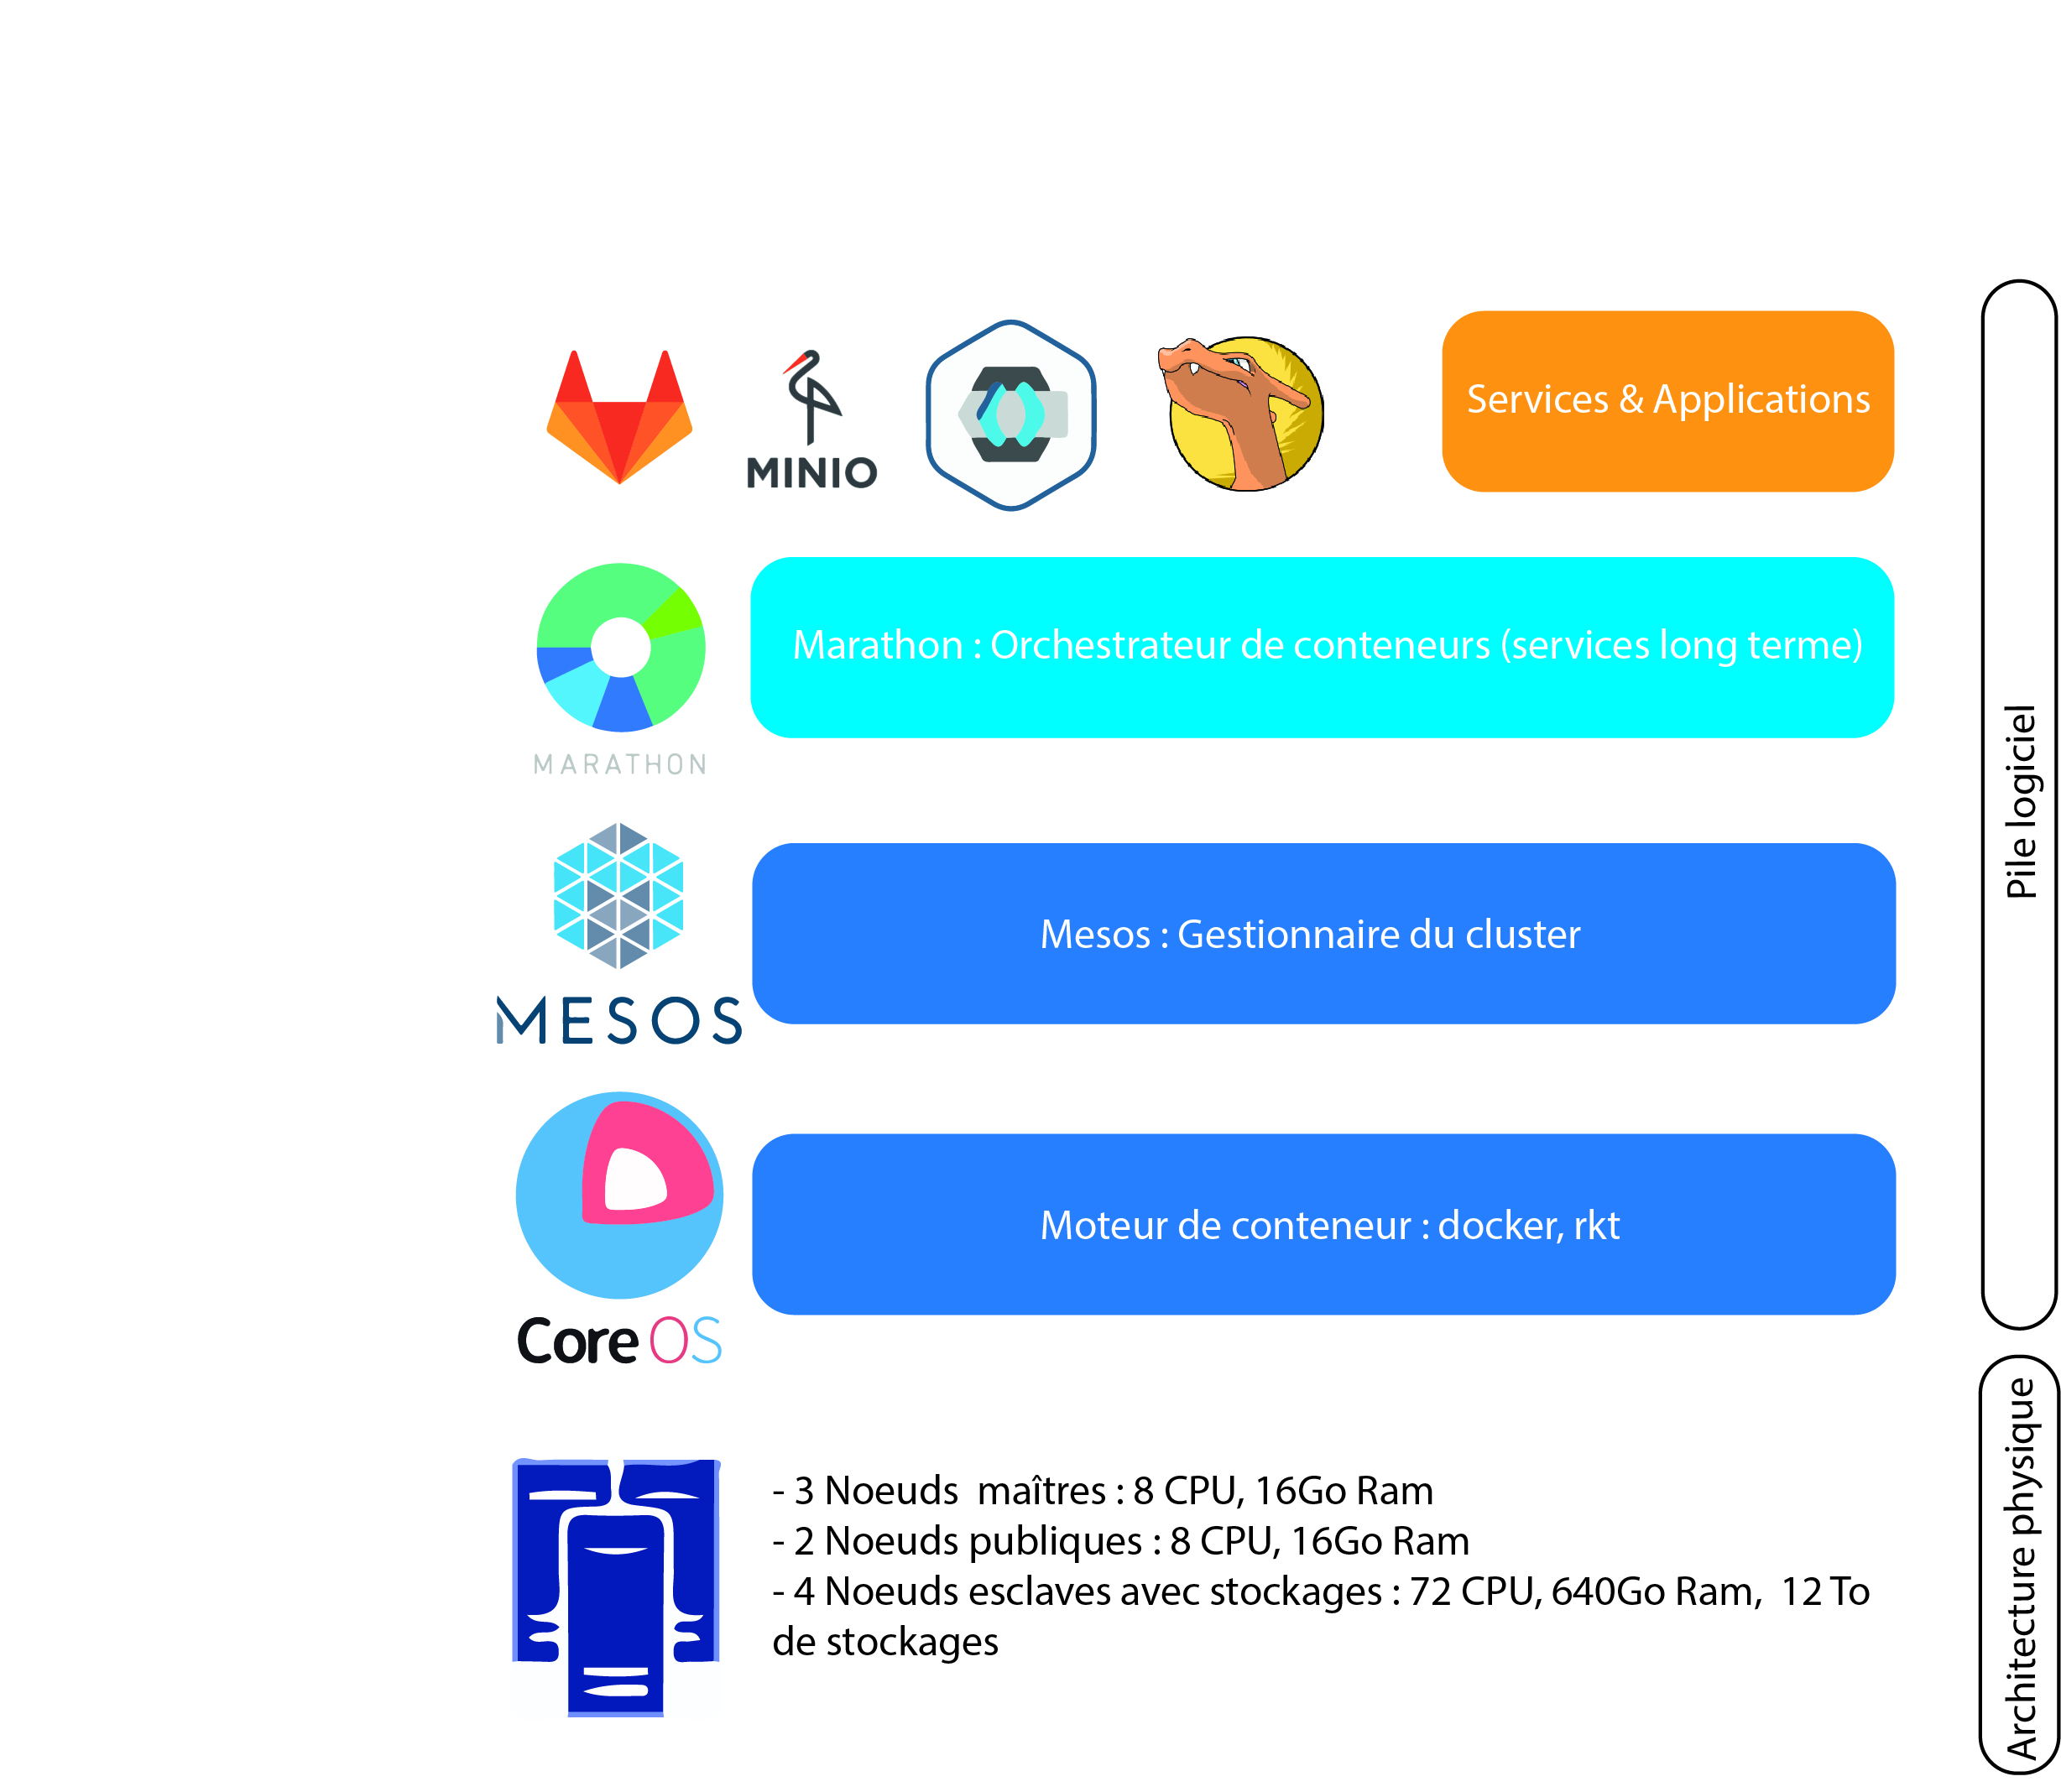 MINIO
Services & Applications
Marathon : Orchestrateur de conteneurs (services long terme)
MARATHON
Mesos : Gestionnaire du cluster
MESOS
Moteur de conteneur : docker, rkt
Core OS
Pile logiciel
- 3 Noeuds  maîtres : 8 CPU, 16Go Ram
- 2 Noeuds publiques : 8 CPU, 16Go Ram
- 4 Noeuds esclaves avec stockages : 72 CPU, 640Go Ram,  12 To
de stockages
Architecture physique